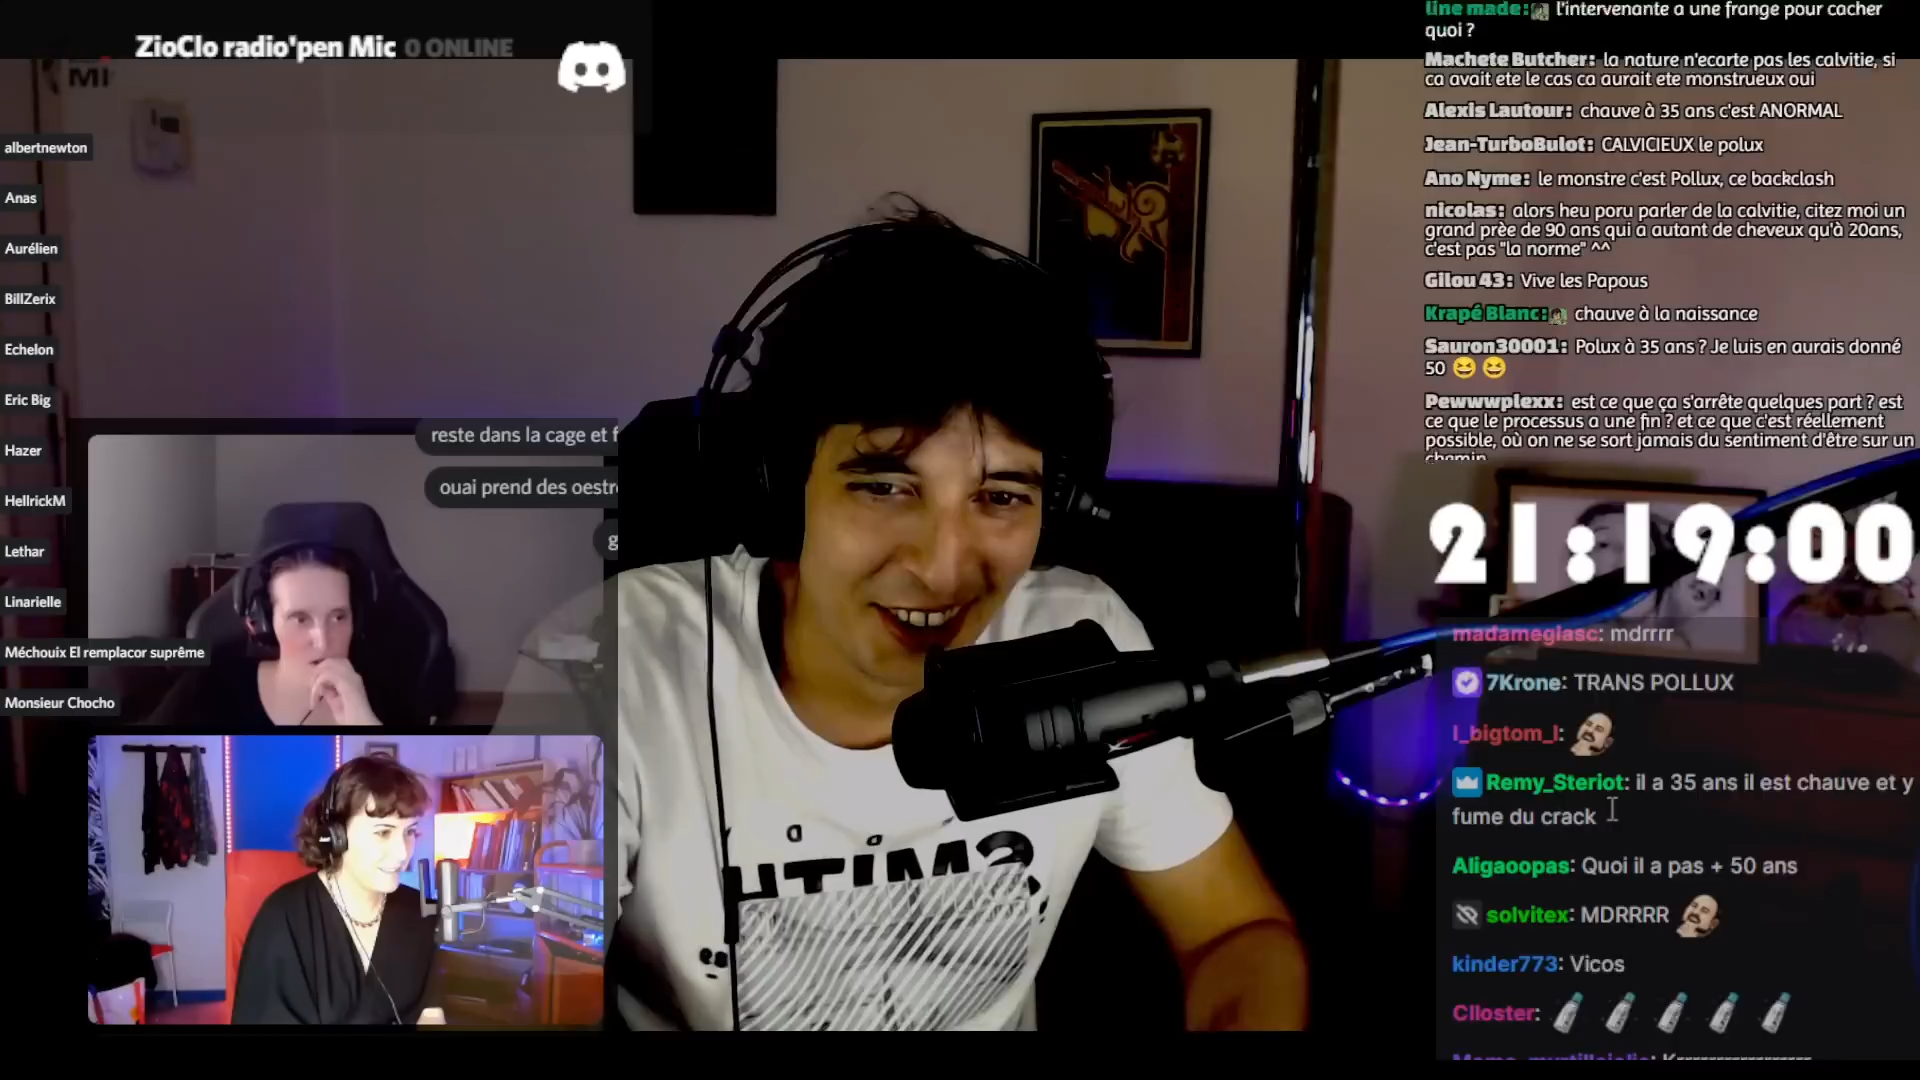 ZioClo radio'pen Mic 0 ONLINE
MI
albertnewton
Anas
Aurélien
BillZerix
Echelon
Eric Big
Hazer
HellrickM
Lethar
Linarielle
Méchouix El remplacor suprême
Monsieur Chocho
reste dans la cage et f
ouai prend des oestr
g
line made: l'intervenante a une frange pour cacher
quoi ?
Machete Butcher: la nature n'ecarte pas les calvitie, si
ca avait ete le cas ca aurait ete monstrueux oui
Alexis Lautour: chauve à 35 ans c'est ANORMAL
Jean-TurboBulot: CALVICIEUX le polux
Ano Nyme: le monstre c'est Pollux, ce backclash
nicolas: alors heu poru parler de la calvitie, citez moi un
grand prèe de 90 ans qui a autant de cheveux qu'à 20ans,
c'est pas "la norme" ^^
Gilou 43: Vive les Papous
Krapé Blanc: chauve à la naissance
Sauron30001: Polux à 35 ans ? Je luis en aurais donné
50 😆 😆
Pewwwplexx: est ce que ça s'arrête quelques part ? est
ce que le processus a une fin ? et ce que c'est réellement
possible, où on ne se sort jamais du sentiment d'être sur un
chemin
21:19:00
madamegiasc: mdrrrr
7Krone: TRANS POLLUX
l_bigtom_l:
Remy_Steriot: il a 35 ans il est chauve et y
fume du crack
Aligaoopas: Quoi il a pas + 50 ans
solvitex: MDRRRR
kinder773: Vicos
Clloster: